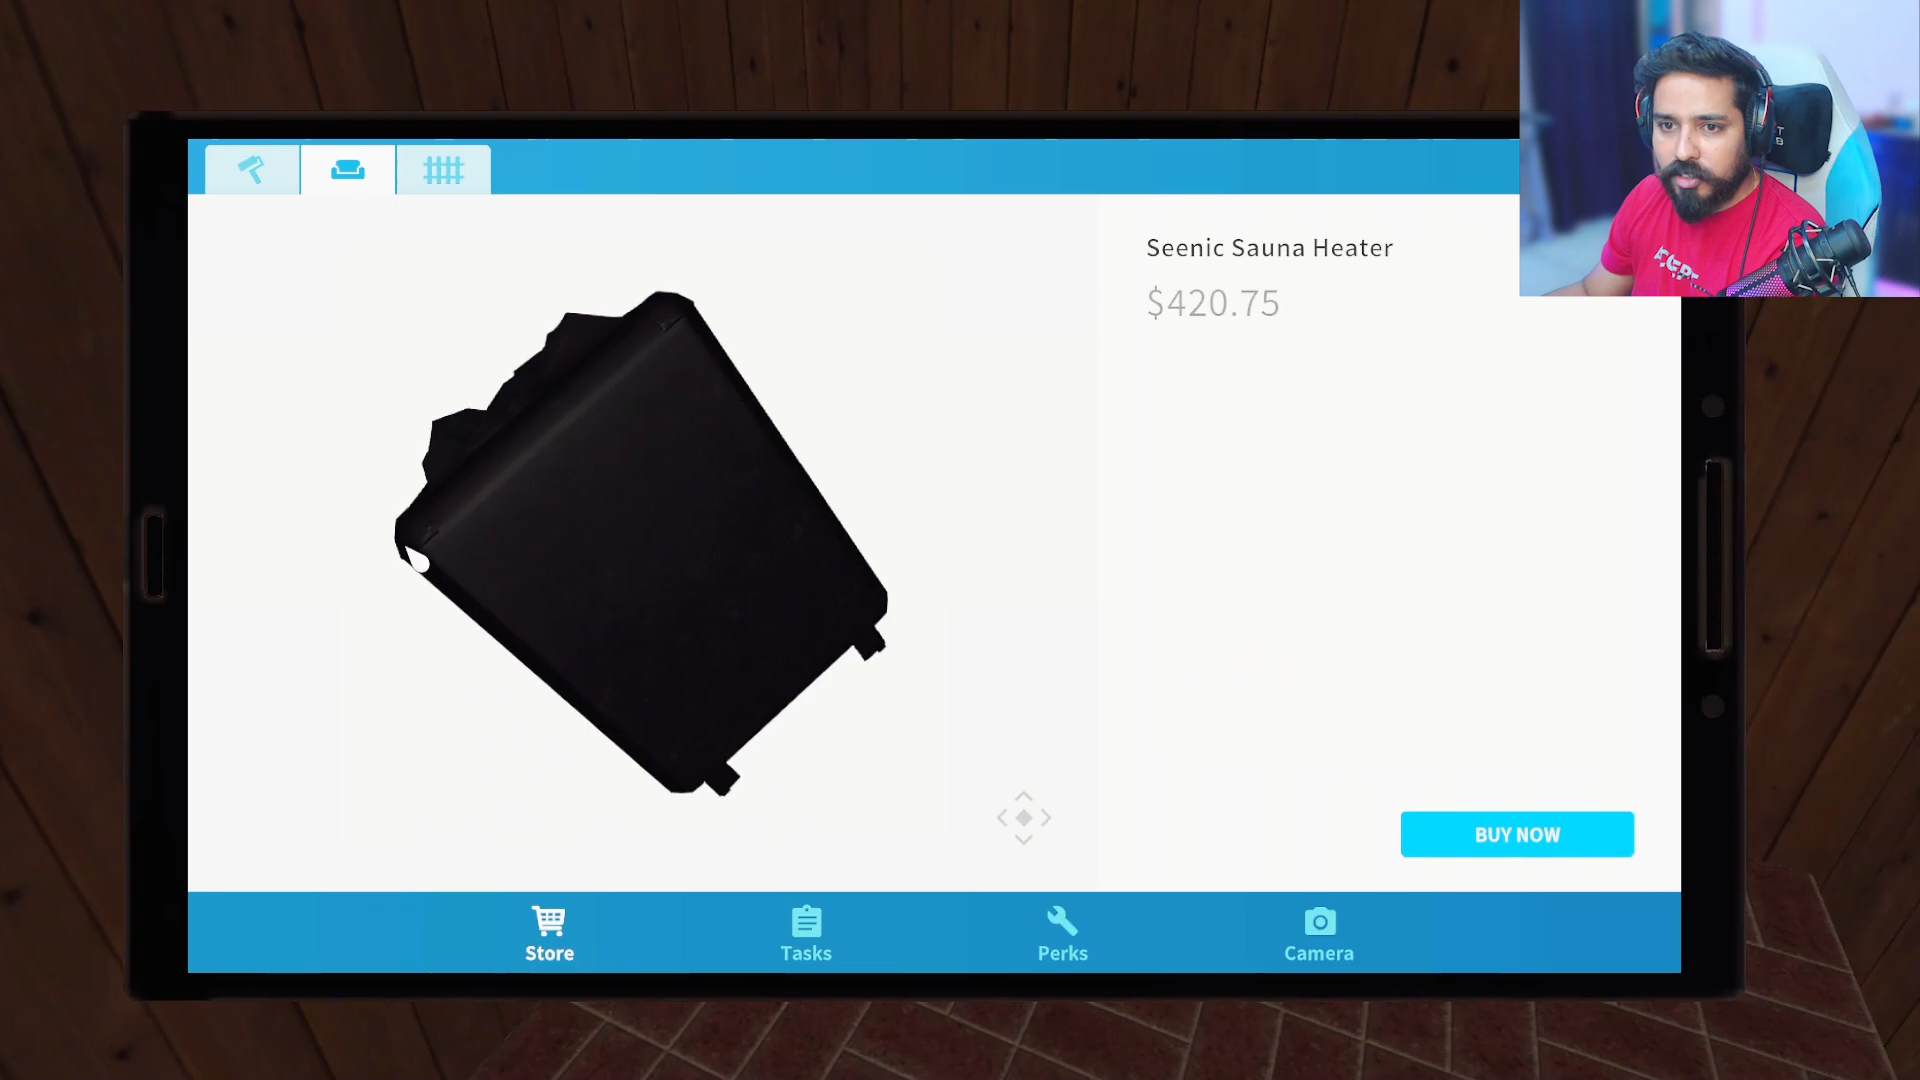 Seenic Sauna Heater
$420.75
BUY NOW
Store
Tasks
Perks
Camera